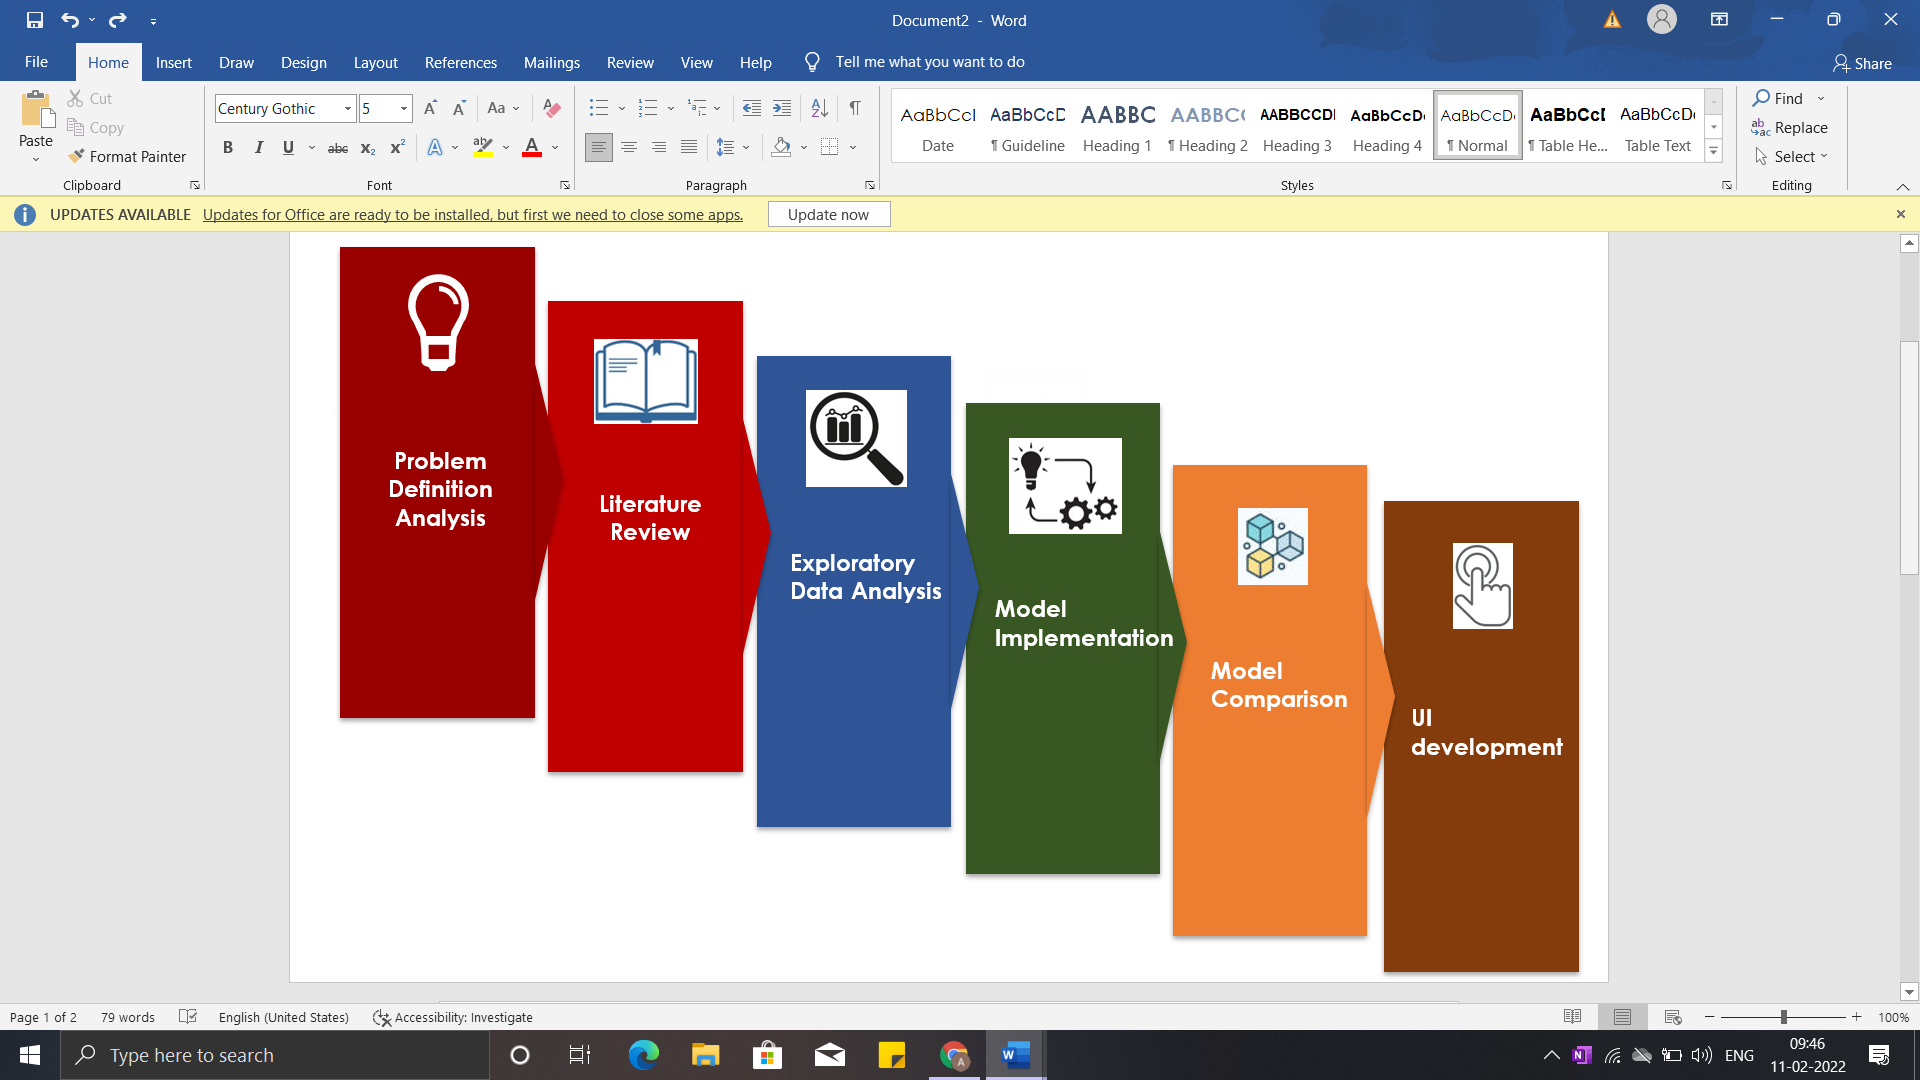 Document2 - Word
File Home Insert Draw Design Layout References Mailings Review View Help Tell me what you want to do Share
Paste
Cut
Copy
Format Painter
Clipboard
Century Gothic 5 Aa
B I U abc x₂ x² A ab A
Font
Paragraph
AaBbCcI AaBbCcD AABBC AABBC( AABBCCDI AaBbCcD( AaBbCcD( AaBbCcI AaBbCcD(
Date ¶ Guideline Heading 1 ¶ Heading 2 Heading 3 Heading 4 ¶ Normal ¶ Table He... Table Text
Styles
Find
Replace
Select
Editing
UPDATES AVAILABLE Updates for Office are ready to be installed, but first we need to close some apps. Update now
Problem
Definition
Analysis
Literature
Review
Exploratory
Data Analysis
Model
Implementation
Model
Comparison
UI
development
Page 1 of 2 79 words English (United States) Accessibility: Investigate 100%
Type here to search
ENG
09:46
11-02-2022